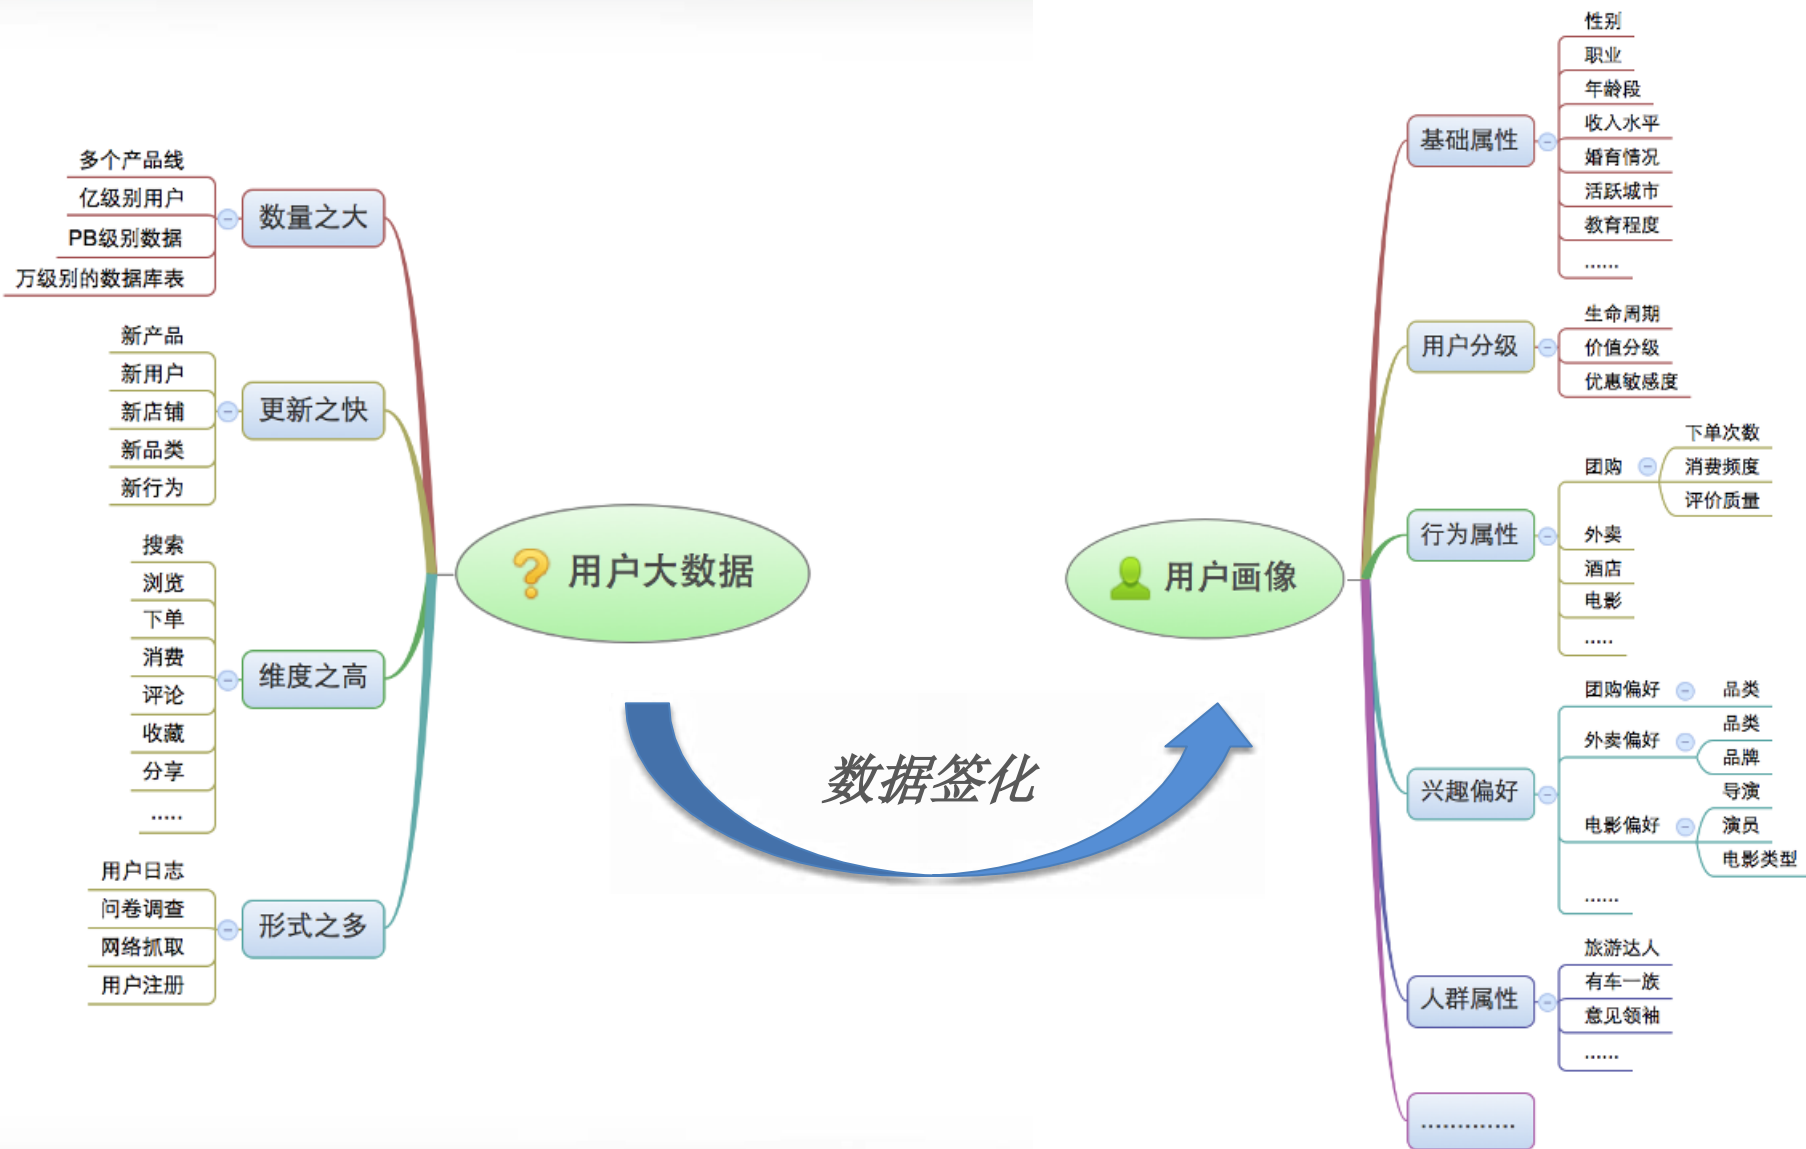 多个产品线
亿级别用户
PB级别数据
万级别的数据库表
数量之大
新产品
新用户
新店铺
新品类
新行为
更新之快
搜索
浏览
下单
消费
评论
收藏
分享
.....
维度之高
用户日志
问卷调查
网络抓取
用户注册
形式之多
? 用户大数据
数据签化
用户画像
基础属性
性别
职业
年龄段
收入水平
婚育情况
活跃城市
教育程度
......
用户分级
生命周期
价值分级
优惠敏感度
行为属性
团购
下单次数
消费频度
评价质量
外卖
酒店
电影
.....
兴趣偏好
团购偏好
品类
外卖偏好
品类
品牌
电影偏好
导演
演员
电影类型
......
人群属性
旅游达人
有车一族
意见领袖
......
.............